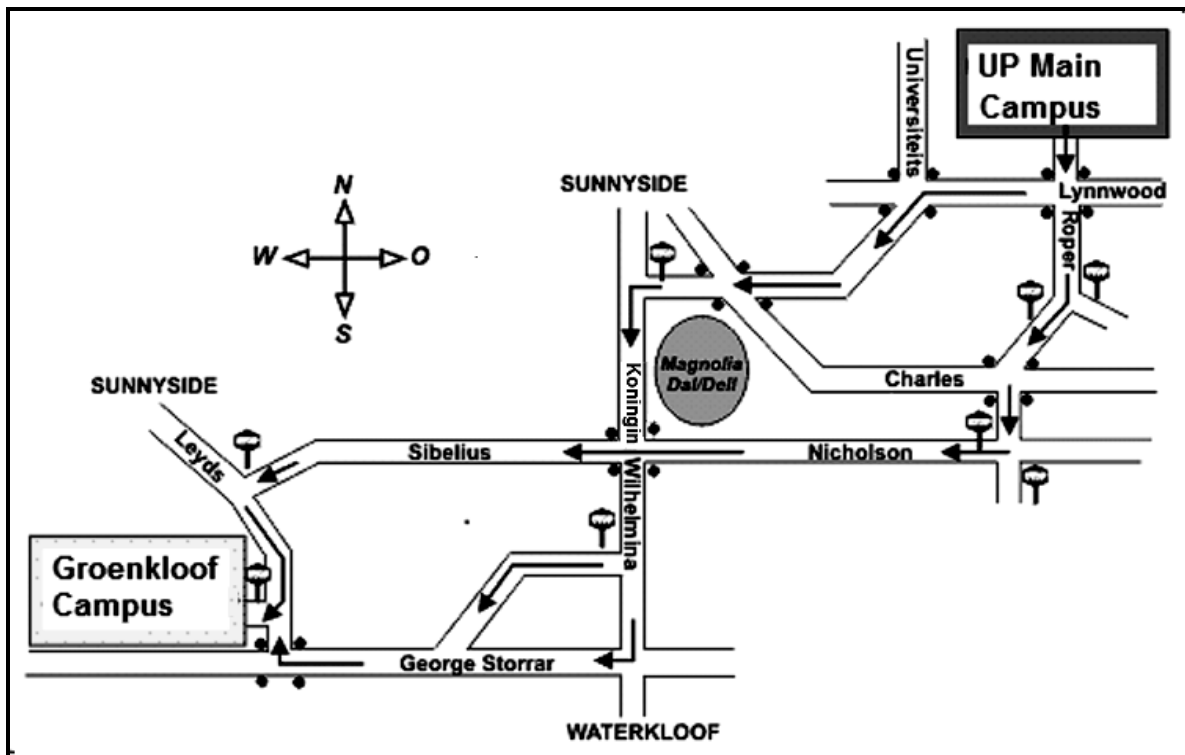 UP Main
Campus
Universiteits
SUNNYSIDE
Lynnwood
N
W
O
S
Roper
Magnolia
Dal/Dell
Koningin
Charles
SUNNYSIDE
Leyds
Sibelius
Nicholson
Wilhelmina
Groenkloof
Campus
George Storrar
WATERKLOOF